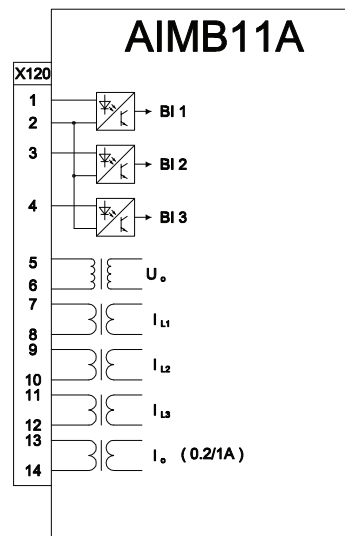 AIMB11A
X120
1
2 BI 1
3 BI 2
4 BI 3
5
6 Uo
7
8 IL1
9
10 IL2
11
12 IL3
13
14 Io ( 0.2/1A )